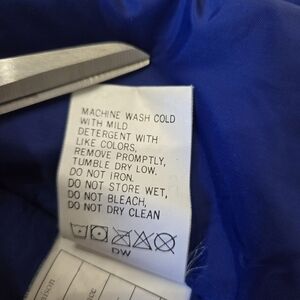 MACHINE WASH COLD
WITH MILD
DETERGENT WITH
LIKE COLORS,
REMOVE PROMPTLY,
TUMBLE DRY LOW.
DO NOT IRON.
DO NOT STORE WET,
DO NOT BLEACH,
DO NOT DRY CLEAN
DW